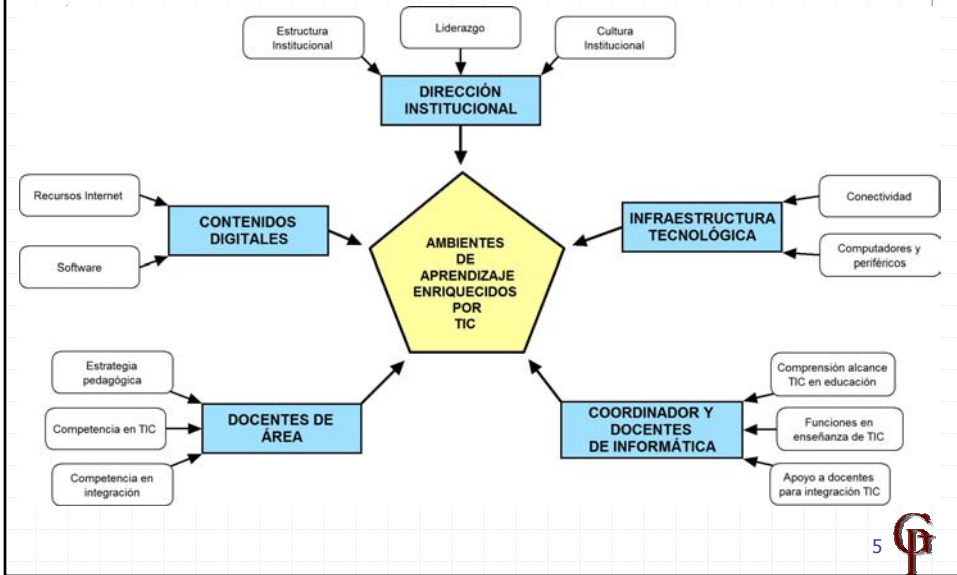 Estructura
Institucional
Liderazgo
Cultura
Institucional
DIRECCIÓN
INSTITUCIONAL
Recursos Internet
Software
CONTENIDOS
DIGITALES
AMBIENTES
DE
APRENDIZAJE
ENRIQUECIDOS
POR
TIC
INFRAESTRUCTURA
TECNOLÓGICA
Conectividad
Computadores y
periféricos
Estrategia
pedagógica
Competencia en TIC
Competencia en
integración
DOCENTES DE
ÁREA
COORDINADOR Y
DOCENTES
DE INFORMÁTICA
Comprensión alcance
TIC en educación
Funciones en
enseñanza de TIC
Apoyo a docentes
para integración TIC
5